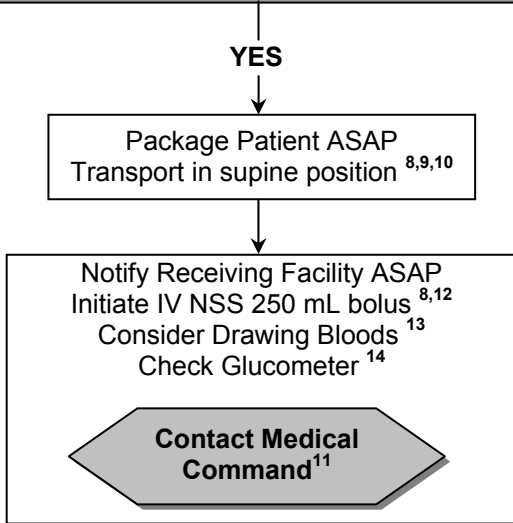 YES
Package Patient ASAP
Transport in supine position 8,9,10
Notify Receiving Facility ASAP
Initiate IV NSS 250 mL bolus 8,12
Consider Drawing Bloods 13
Check Glucometer 14
Contact Medical
Command11